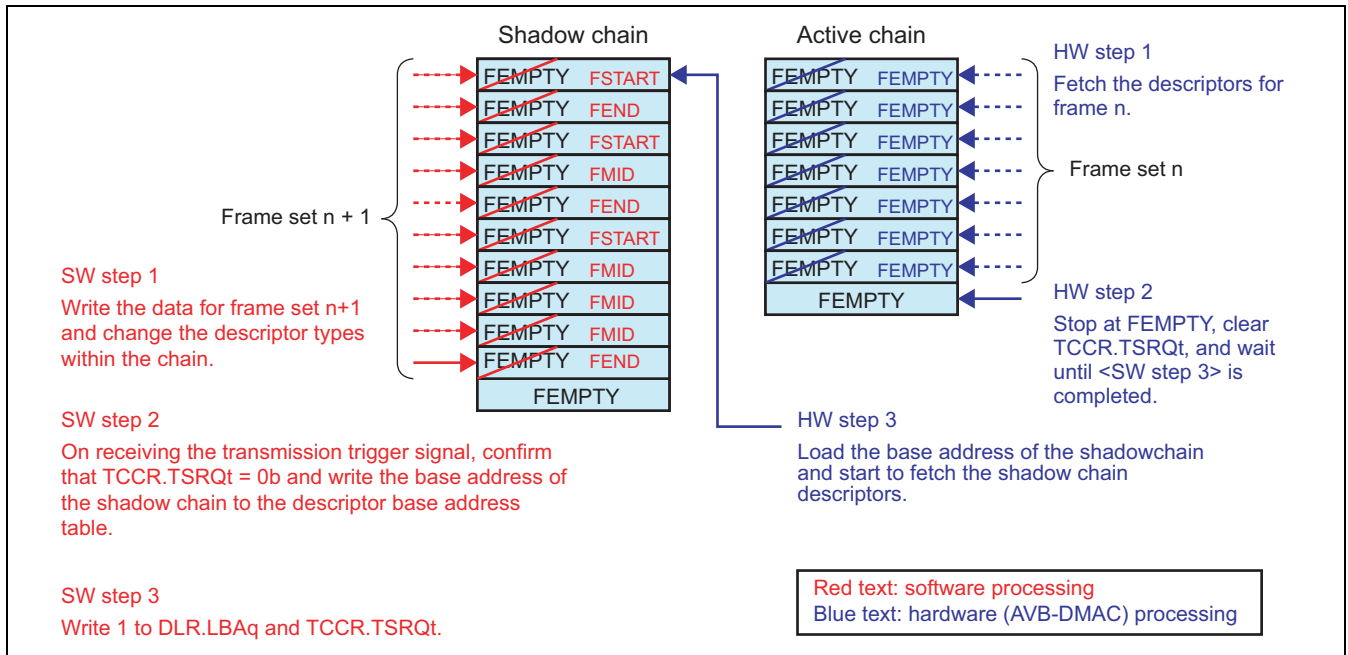 Shadow chain
FEMPTY FSTART
FEMPTY FEND
FEMPTY FSTART
FEMPTY FMID
FEMPTY FEND
FEMPTY FSTART
FEMPTY FMID
FEMPTY FMID
FEMPTY FMID
FEMPTY FEND
FEMPTY
Frame set n + 1
SW step 1
Write the data for frame set n+1
and change the descriptor types
within the chain.
SW step 2
On receiving the transmission trigger signal, confirm
that TCCR.TSRQt = 0b and write the base address of
the shadow chain to the descriptor base address
table.
SW step 3
Write 1 to DLR.LBAq and TCCR.TSRQt.
Active chain
FEMPTY FEMPTY
FEMPTY FEMPTY
FEMPTY FEMPTY
FEMPTY FEMPTY
FEMPTY FEMPTY
FEMPTY FEMPTY
FEMPTY FEMPTY
FEMPTY
HW step 1
Fetch the descriptors for
frame n.
Frame set n
HW step 2
Stop at FEMPTY, clear
TCCR.TSRQt, and wait
until <SW step 3> is
completed.
HW step 3
Load the base address of the shadowchain
and start to fetch the shadow chain
descriptors.
Red text: software processing
Blue text: hardware (AVB-DMAC) processing